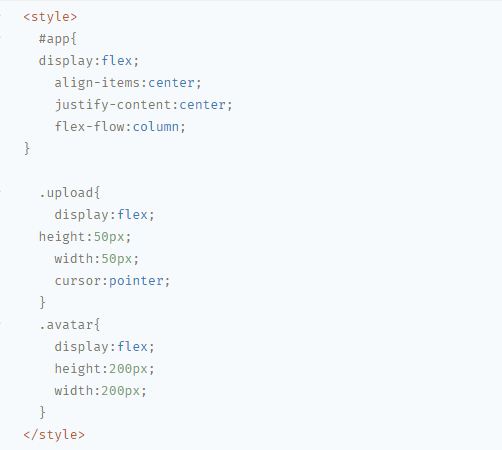 <style>
#app{
display:flex;
align-items:center;
justify-content:center;
flex-flow:column;
}
.upload{
display:flex;
height:50px;
width:50px;
cursor:pointer;
}
.avatar{
display:flex;
height:200px;
width:200px;
}
</style>